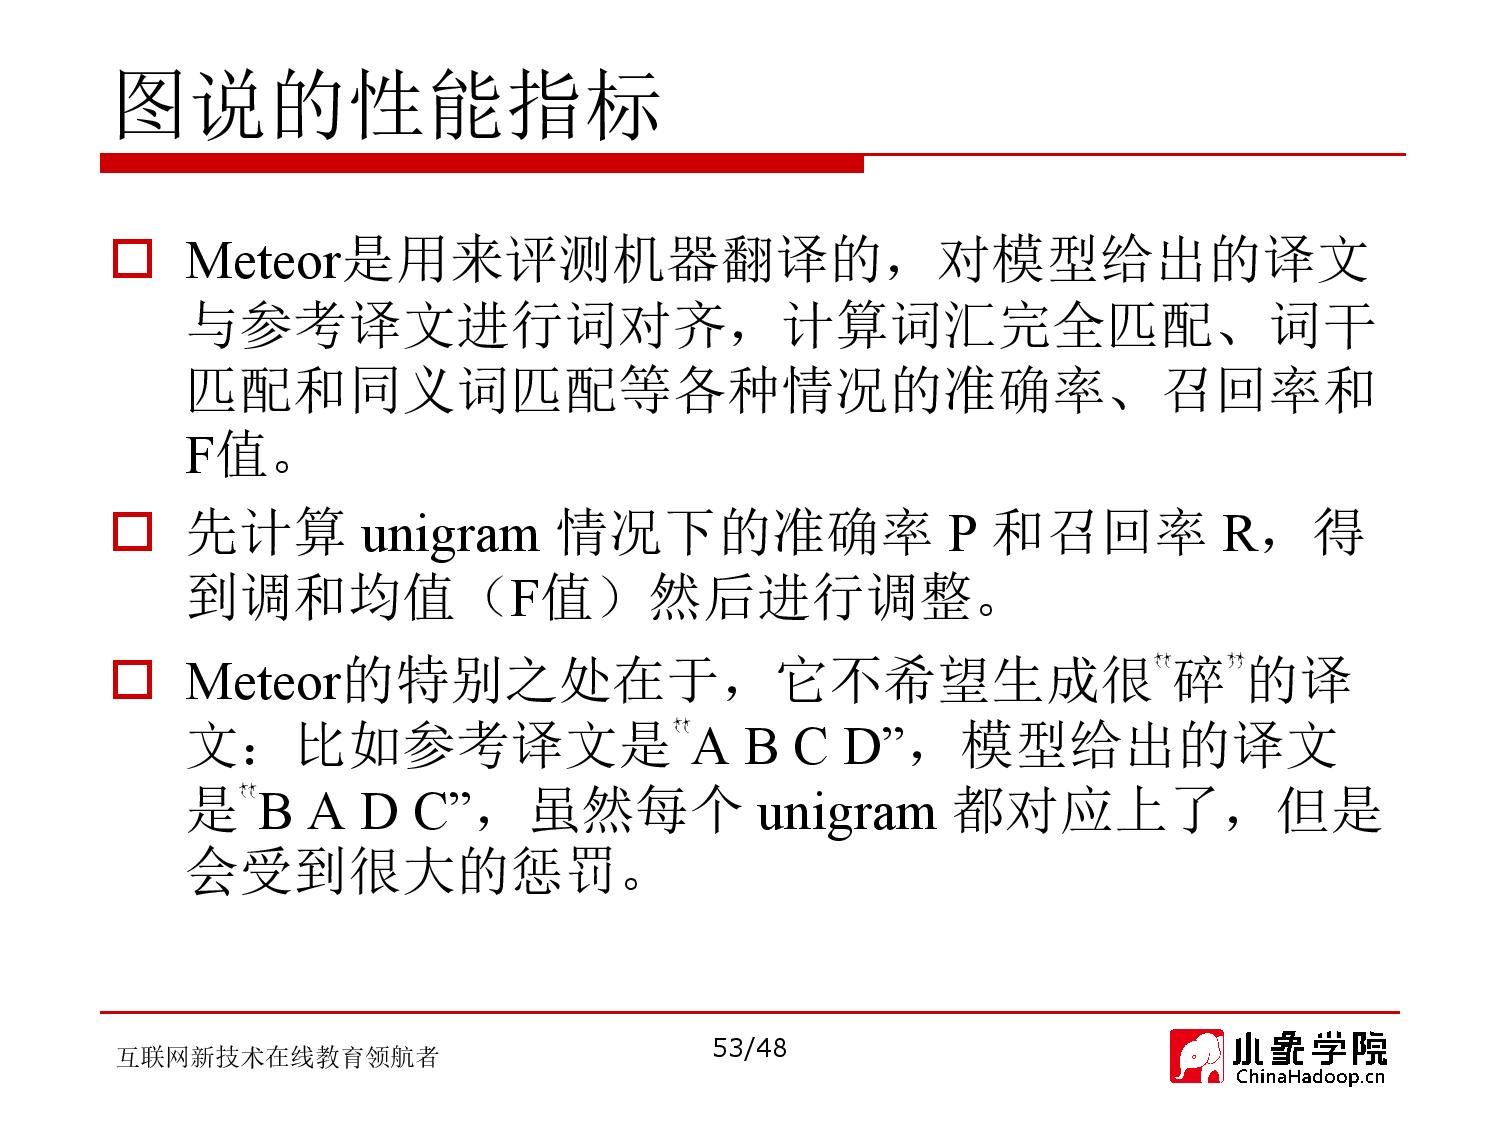 图说的性能指标
Meteor是用来评测机器翻译的，对模型给出的译文
与参考译文进行词对齐，计算词汇完全匹配、词干
匹配和同义词匹配等各种情况的准确率、召回率和
F值。
先计算 unigram 情况下的准确率 P 和召回率 R，得
到调和均值（F值）然后进行调整。
Meteor的特别之处在于，它不希望生成很“碎”的译
文：比如参考译文是“A B C D”，模型给出的译文
是“B A D C”，虽然每个 unigram 都对应上了，但是
会受到很大的惩罚。
互联网新技术在线教育领航者
53/48
小象学院
ChinaHadoop.cn